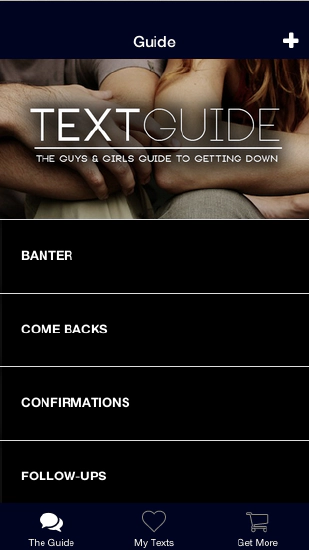 Guide
TEXTGUIDE
THE GUYS & GIRLS GUIDE TO GETTING DOWN
BANTER
COME BACKS
CONFIRMATIONS
FOLLOW-UPS
The Guide
My Texts
Get More